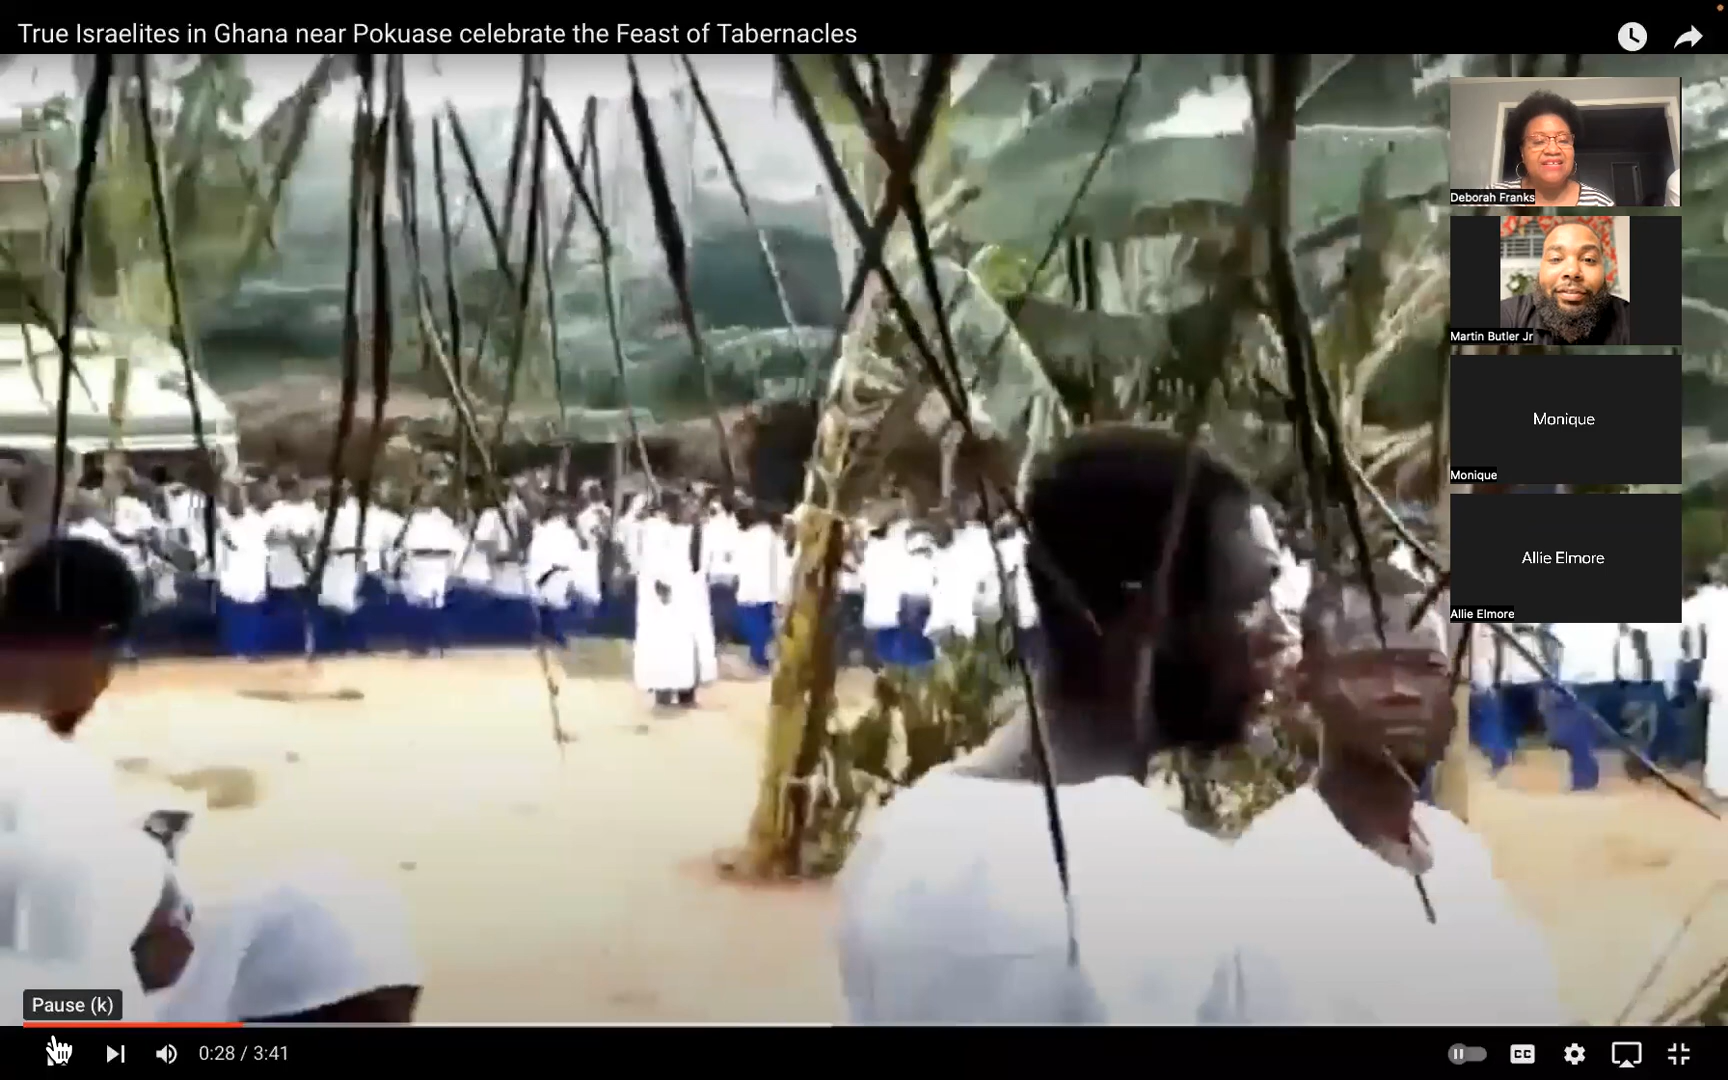 True Israelites in Ghana near Pokuase celebrate the Feast of Tabernacles
Deborah Franks
Martin Butler Jr
Monique
Monique
Allie Elmore
Allie Elmore
Pause (k)
0:28 / 3:41
CC